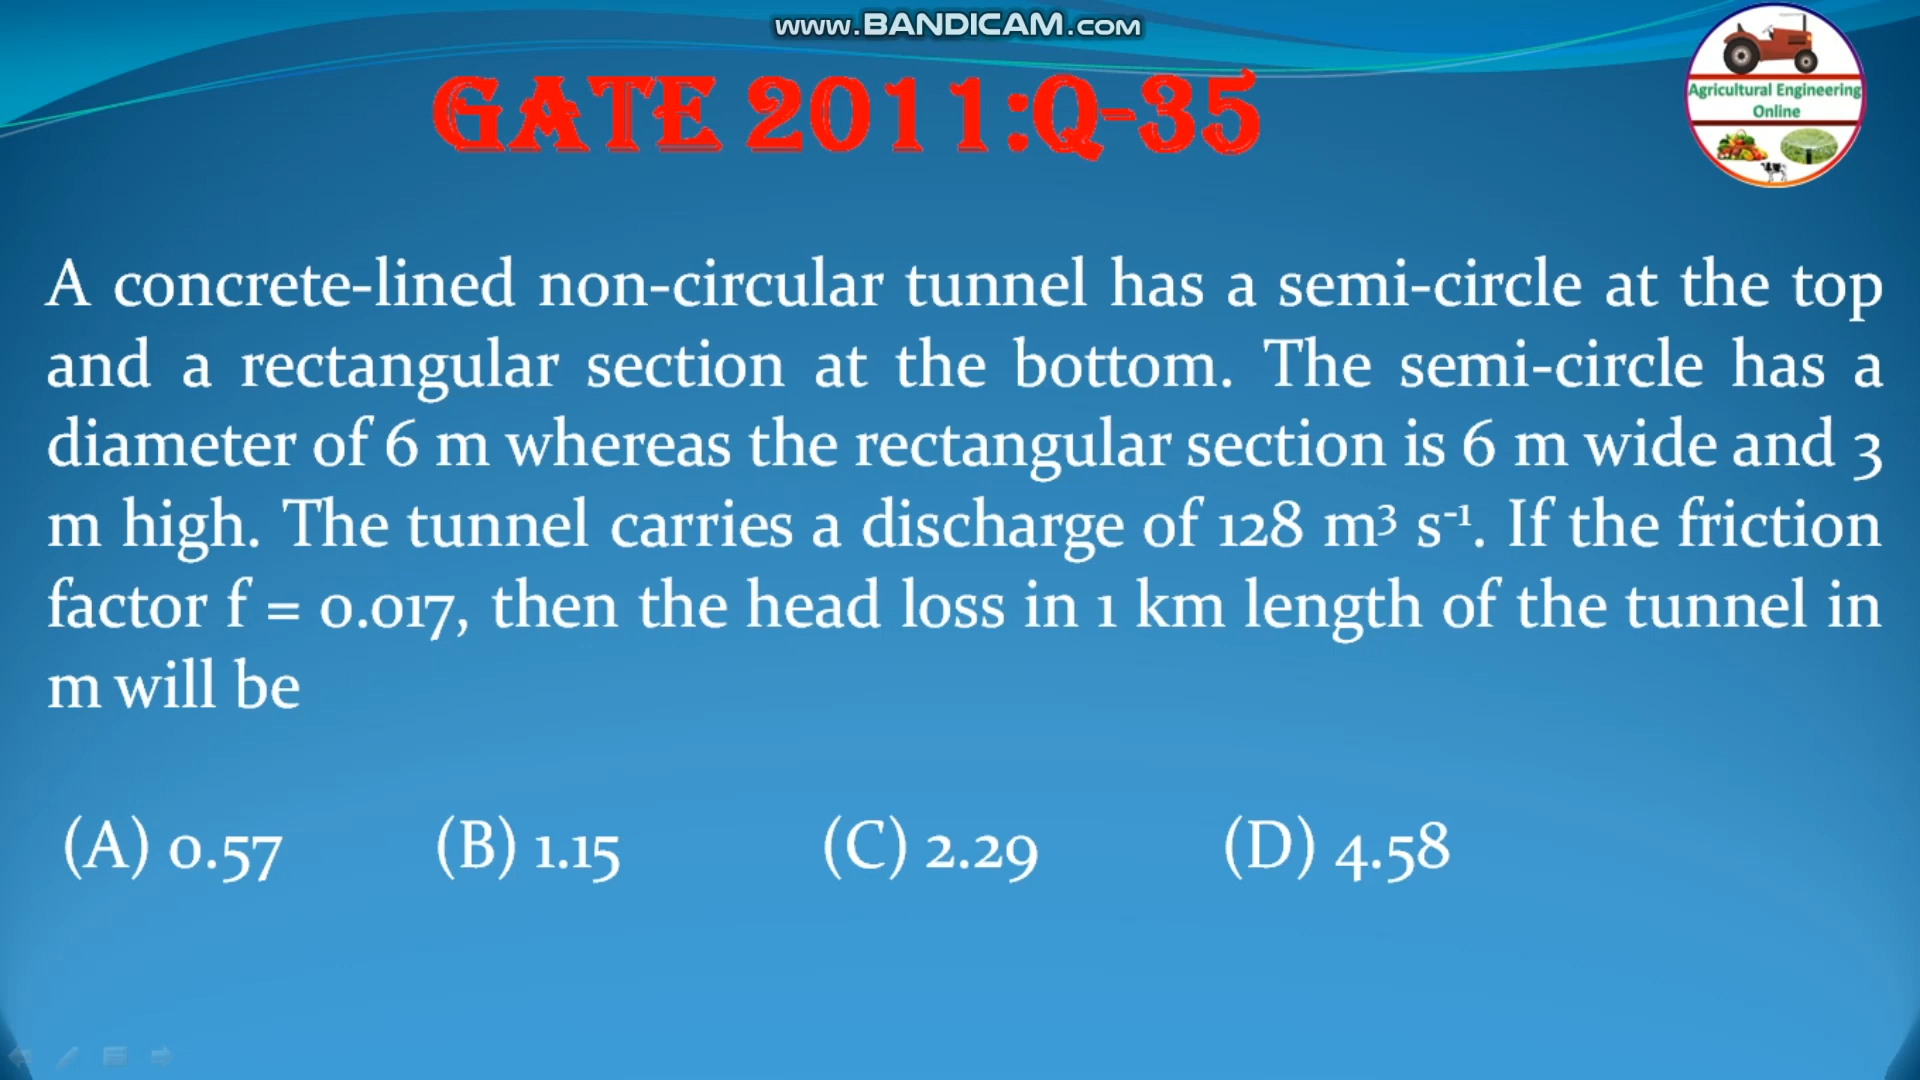 www.BANDICAM.com
GATE 2011:Q-35
Agricultural Engineering
Online
A concrete-lined non-circular tunnel has a semi-circle at the top
and a rectangular section at the bottom. The semi-circle has a
diameter of 6 m whereas the rectangular section is 6 m wide and 3
m high. The tunnel carries a discharge of 128 m³ s⁻¹. If the friction
factor f = 0.017, then the head loss in 1 km length of the tunnel in
m will be
(A) 0.57 (B) 1.15 (C) 2.29 (D) 4.58